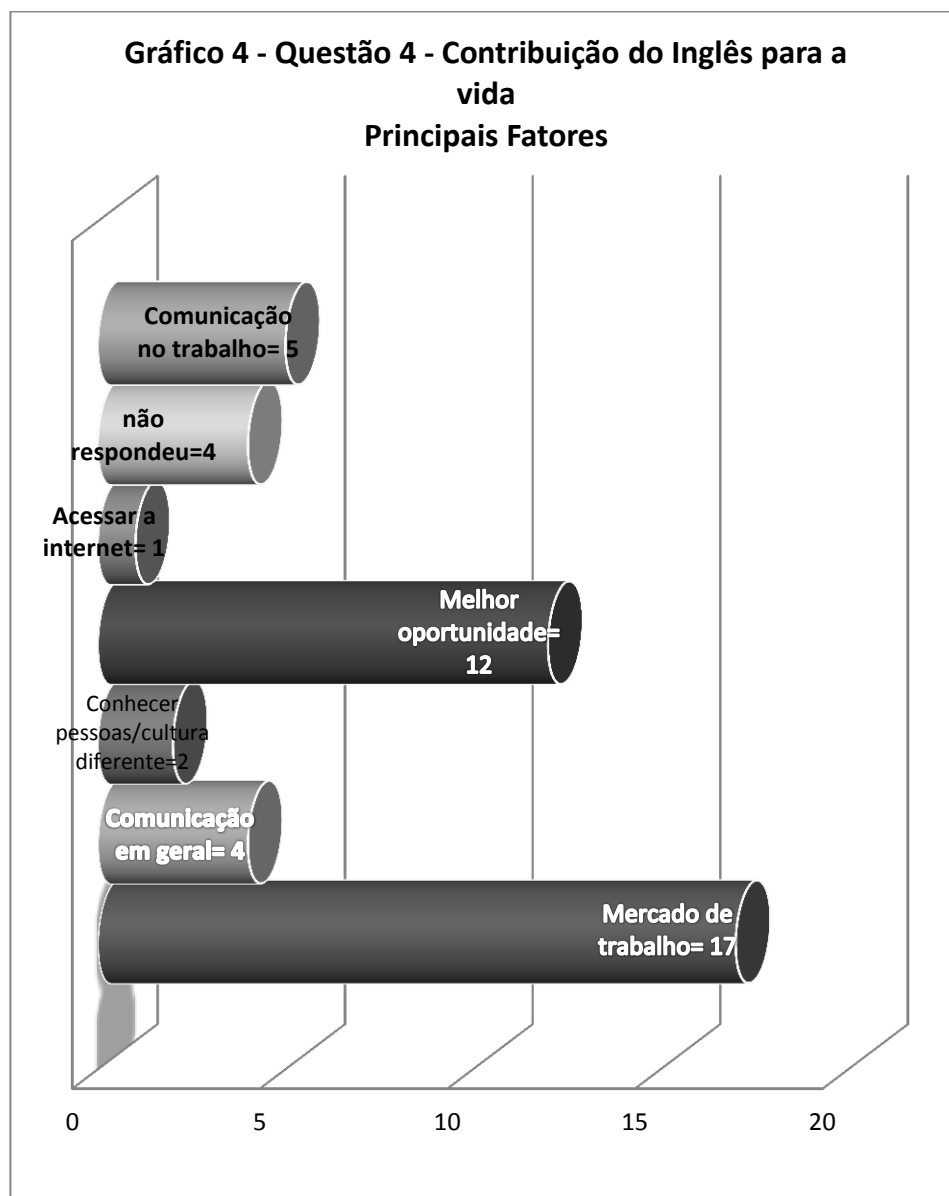 Gráfico 4 - Questão 4 - Contribuição do Inglês para a
vida
Principais Fatores
Comunicação
no trabalho= 5
não
respondeu=4
Acessar a
internet= 1
Melhor
oportunidade=
12
Conhecer
pessoas/cultura
diferente=2
Comunicação
em geral= 4
Mercado de
trabalho= 17
0 5 10 15 20